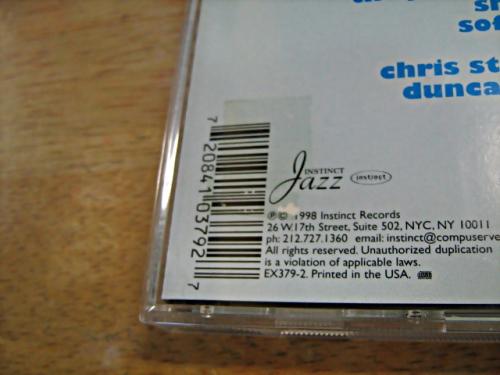 chris st
dunca
7 20841 03792 7
INSTINCT
Jazz
instinct
℗© 1998 Instinct Records
26 W.17th Street, Suite 502, NYC, NY 10011
ph: 212.727.1360 email: instinct@compuserve
All rights reserved. Unauthorized duplication
is a violation of applicable laws.
EX379-2. Printed in the USA.